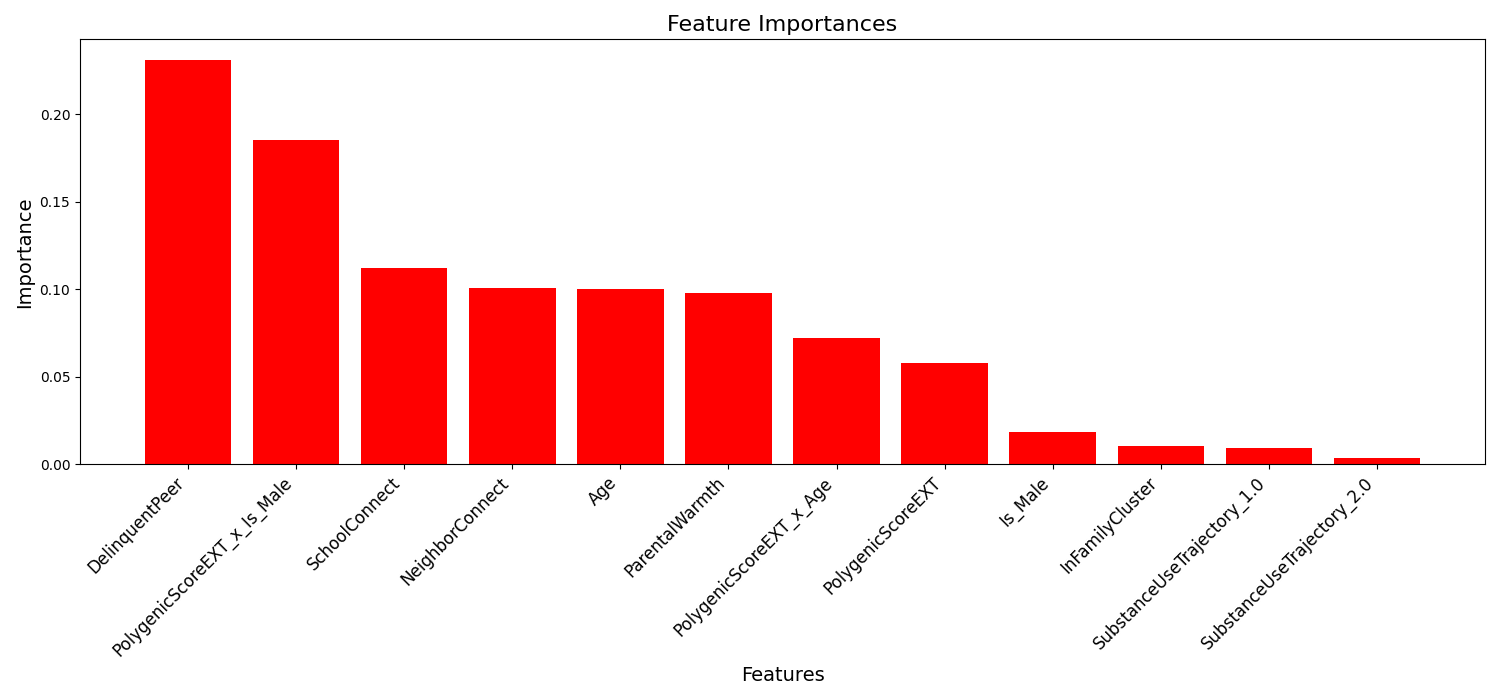 Feature Importances
Importance
0.20
0.15
0.10
0.05
0.00
DelinquentPeer
PolygenicScoreEXT_x_Is_Male
SchoolConnect
NeighborConnect
Age
ParentalWarmth
PolygenicScoreEXT_x_Age
PolygenicScoreEXT
Is_Male
InFamilyCluster
SubstanceUseTrajectory_1.0
SubstanceUseTrajectory_2.0
Features